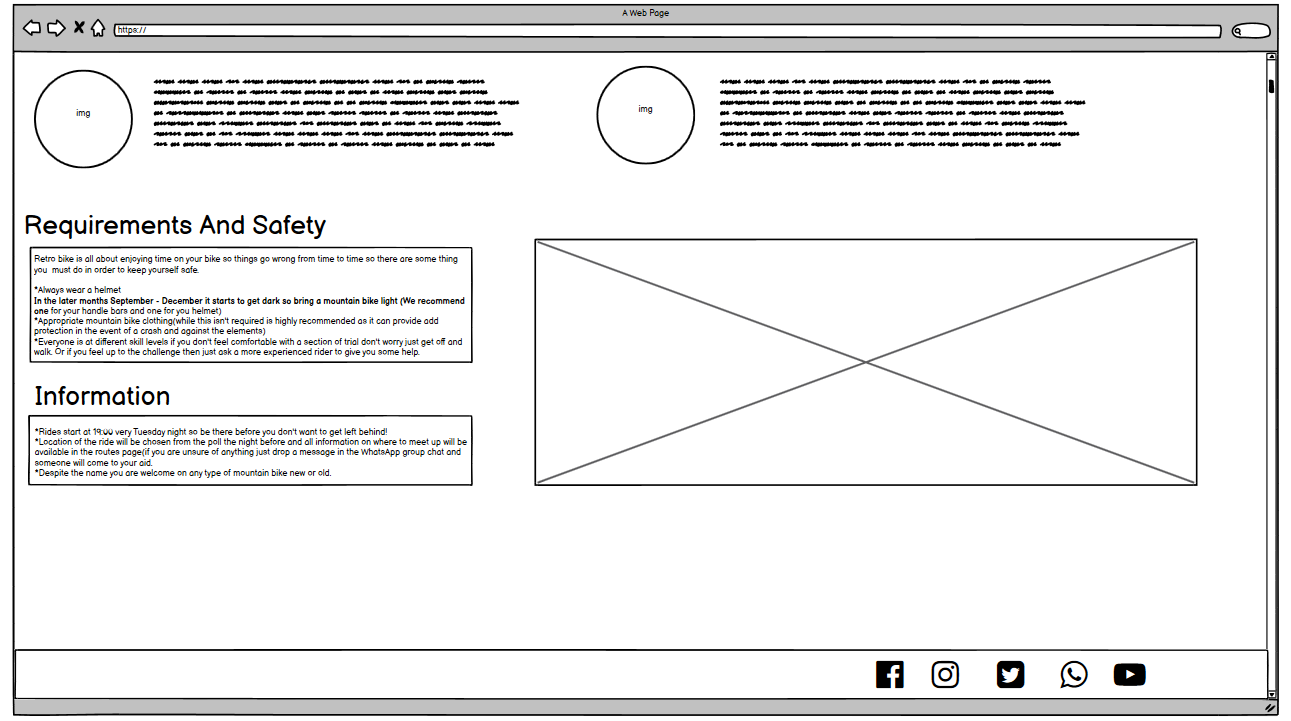 A Web Page
https://
img
img
Requirements And Safety
Retro bike is all about enjoying time on your bike so things go wrong from time to time so there are some thing
you must do in order to keep yourself safe.
*Always wear a helmet
In the later months September - December it starts to get dark so bring a mountain bike light (We recommend
one for your handle bars and one for you helmet)
*Appropriate mountain bike clothing(while this isn't required is highly recommended as it can provide add
protection in the event of a crash and against the elements)
*Everyone is at different skill levels if you don't feel comfortable with a section of trial don't worry just get off and
walk. Or if you feel up to the challenge then just ask a more experienced rider to give you some help.
Information
*Rides start at 19:00 very Tuesday night so be there before you don't want to get left behind!
*Location of the ride will be chosen from the poll the night before and all information on where to meet up will be
available in the routes page(if you are unsure of anything just drop a message in the WhatsApp group chat and
someone will come to your aid.
*Despite the name you are welcome on any type of mountain bike new or old.